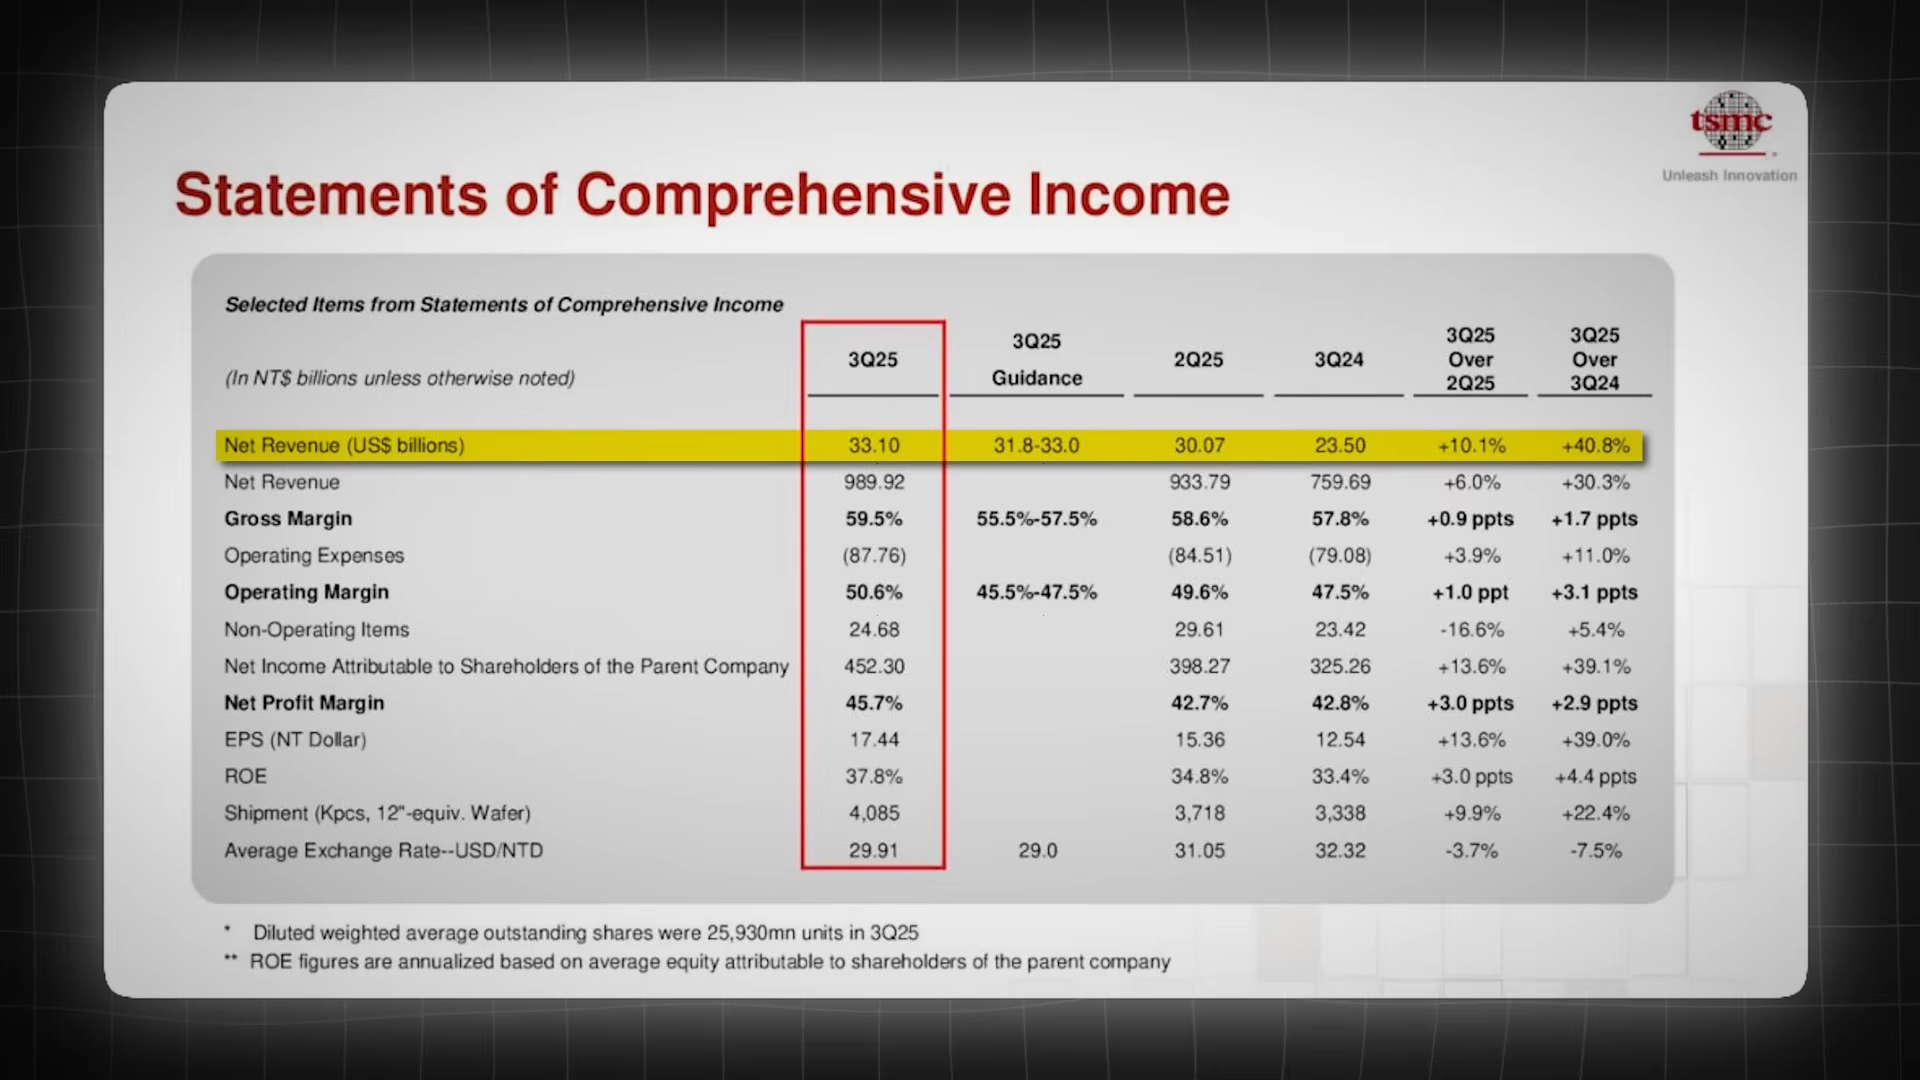 tsmc
Unleash Innovation
Statements of Comprehensive Income
Selected Items from Statements of Comprehensive Income
(In NT$ billions unless otherwise noted)
3Q25
3Q25 Guidance
2Q25
3Q24
3Q25 Over 2Q25
3Q25 Over 3Q24
Net Revenue (US$ billions) 33.10 31.8-33.0 30.07 23.50 +10.1% +40.8%
Net Revenue 989.92 933.79 759.69 +6.0% +30.3%
Gross Margin 59.5% 55.5%-57.5% 58.6% 57.8% +0.9 ppts +1.7 ppts
Operating Expenses (87.76) (84.51) (79.08) +3.9% +11.0%
Operating Margin 50.6% 45.5%-47.5% 49.6% 47.5% +1.0 ppt +3.1 ppts
Non-Operating Items 24.68 29.61 23.42 -16.6% +5.4%
Net Income Attributable to Shareholders of the Parent Company 452.30 398.27 325.26 +13.6% +39.1%
Net Profit Margin 45.7% 42.7% 42.8% +3.0 ppts +2.9 ppts
EPS (NT Dollar) 17.44 15.36 12.54 +13.6% +39.0%
ROE 37.8% 34.8% 33.4% +3.0 ppts +4.4 ppts
Shipment (Kpcs, 12"-equiv. Wafer) 4,085 3,718 3,338 +9.9% +22.4%
Average Exchange Rate--USD/NTD 29.91 29.0 31.05 32.32 -3.7% -7.5%
* Diluted weighted average outstanding shares were 25,930mn units in 3Q25
** ROE figures are annualized based on average equity attributable to shareholders of the parent company